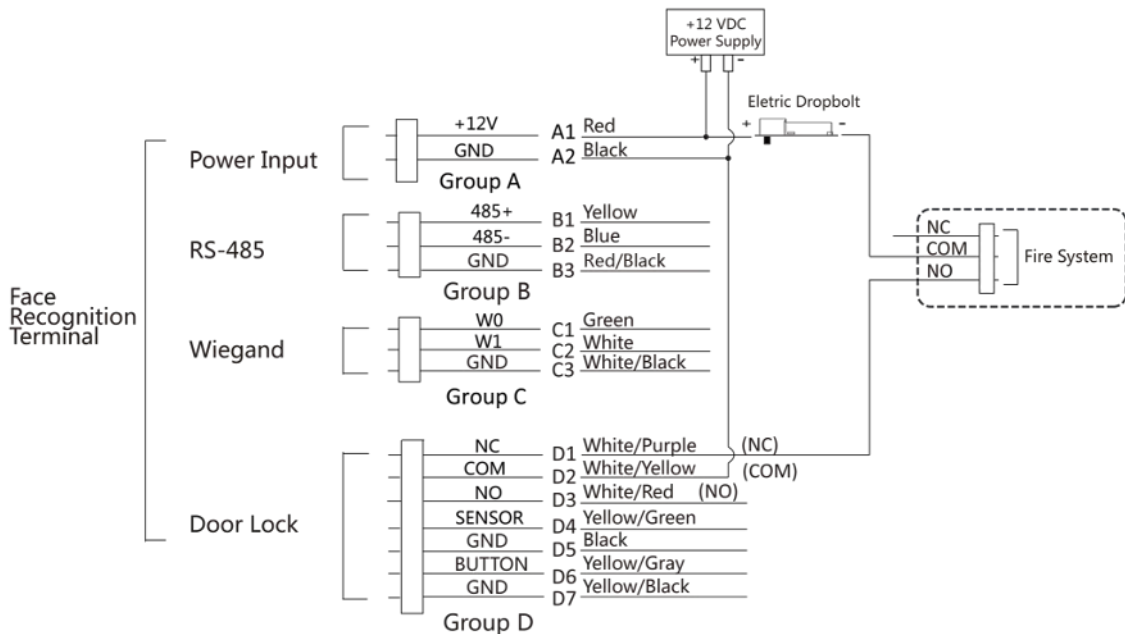 +12 VDC
Power Supply
+ -
Eletric Dropbolt
+ -
Face
Recognition
Terminal
Power Input
+12V A1 Red
GND A2 Black
Group A
RS-485
485+ B1 Yellow
485- B2 Blue
GND B3 Red/Black
Group B
Wiegand
W0 C1 Green
W1 C2 White
GND C3 White/Black
Group C
Door Lock
NC D1 White/Purple (NC)
COM D2 White/Yellow (COM)
NO D3 White/Red (NO)
SENSOR D4 Yellow/Green
GND D5 Black
BUTTON D6 Yellow/Gray
GND D7 Yellow/Black
Group D
NC
COM
NO
Fire System